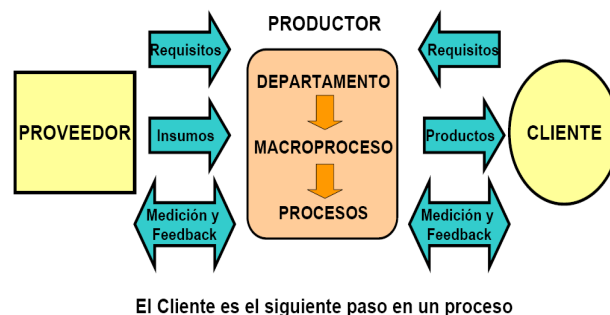 PRODUCTOR
Requisitos
Requisitos
DEPARTAMENTO
PROVEEDOR
Insumos
MACROPROCESO
Productos
CLIENTE
PROCESOS
Medición y
Feedback
Medición y
Feedback
El Cliente es el siguiente paso en un proceso